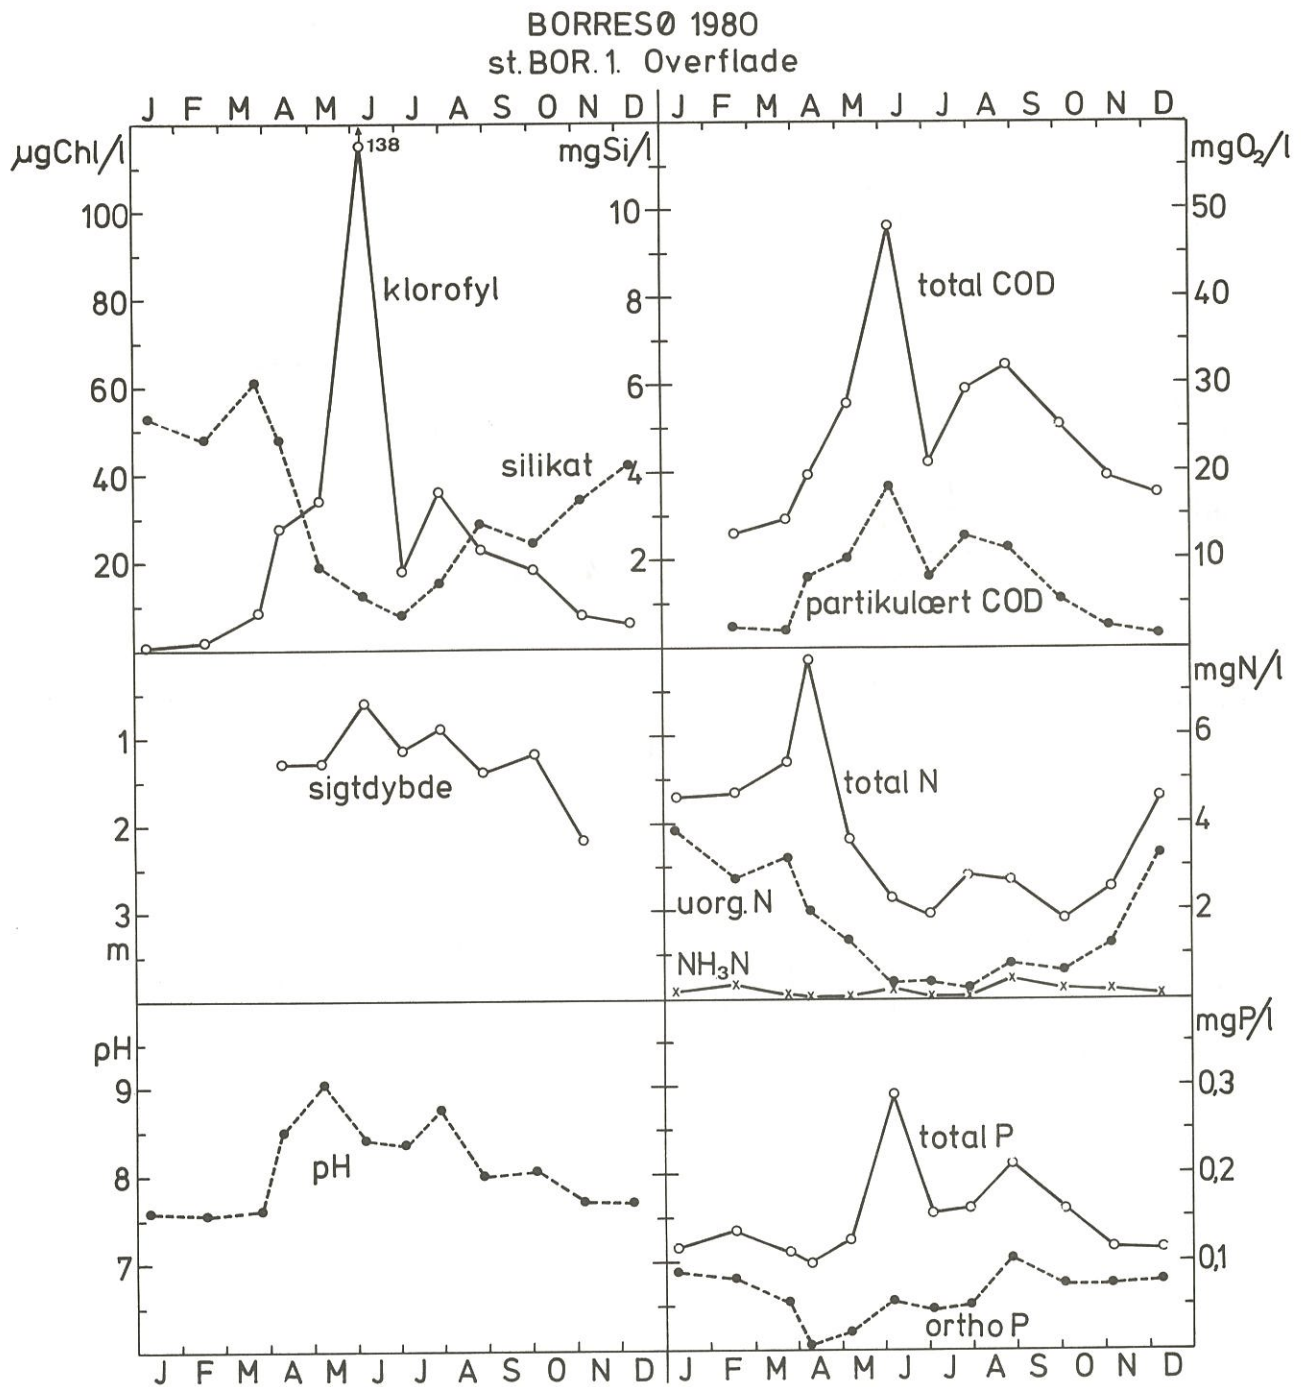 BORRESØ 1980
st. BOR. 1. Overflade
J F M A M J J A S O N D
J F M A M J J A S O N D
µgChl/l
100
80
60
40
20
138
klorofyl
silikat
mgSi/l
10
8
6
4
2
mgO₂/l
50
40
30
20
10
total COD
partikulært COD
1
2
3
m
sigtdybde
mgN/l
6
4
2
total N
uorg. N
NH₃N
pH
9
8
7
pH
mgP/l
0,3
0,2
0,1
total P
ortho P
J F M A M J J A S O N D
J F M A M J J A S O N D